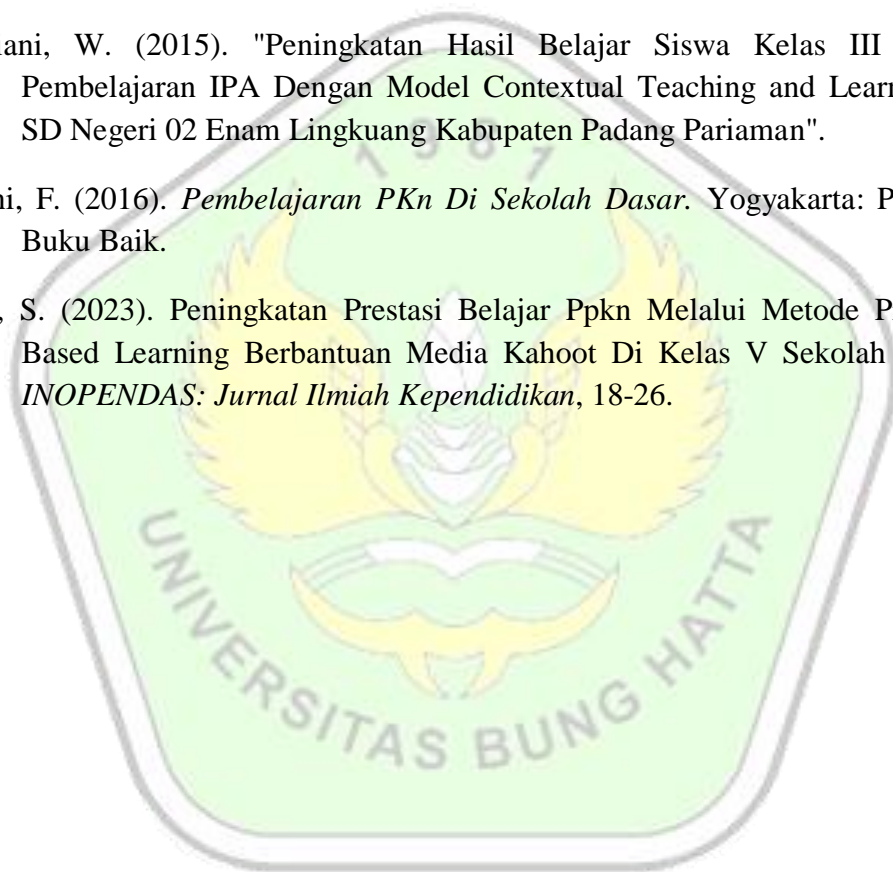 ani, W. (2015). "Peningkatan Hasil Belajar Siswa Kelas III
Pembelajaran IPA Dengan Model Contextual Teaching and Learn
SD Negeri 02 Enam Lingkuang Kabupaten Padang Pariaman".
ni, F. (2016). Pembelajaran PKn Di Sekolah Dasar. Yogyakarta: P
Buku Baik.
, S. (2023). Peningkatan Prestasi Belajar Ppkn Melalui Metode P
Based Learning Berbantuan Media Kahoot Di Kelas V Sekolah
INOPENDAS: Jurnal Ilmiah Kependidikan, 18-26.
1981
UNIVERSITAS BUNG HATTA